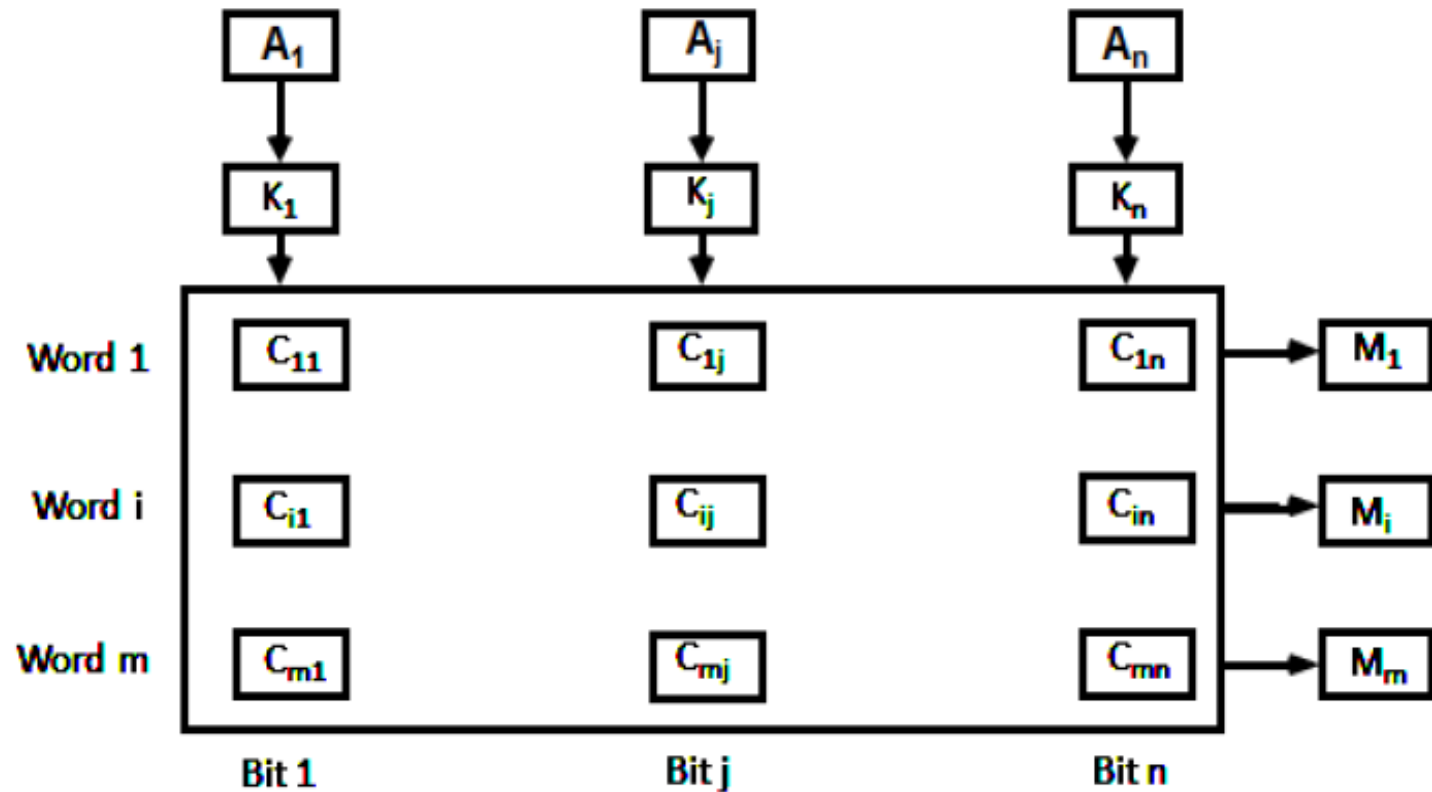 A₁ Aⱼ Aₙ
K₁ Kⱼ Kₙ
Word 1 C₁₁ C₁ⱼ C₁ₙ M₁
Word i Cᵢ₁ Cᵢⱼ Cᵢₙ Mᵢ
Word m Cₘ₁ Cₘⱼ Cₘₙ Mₘ
Bit 1 Bit j Bit n